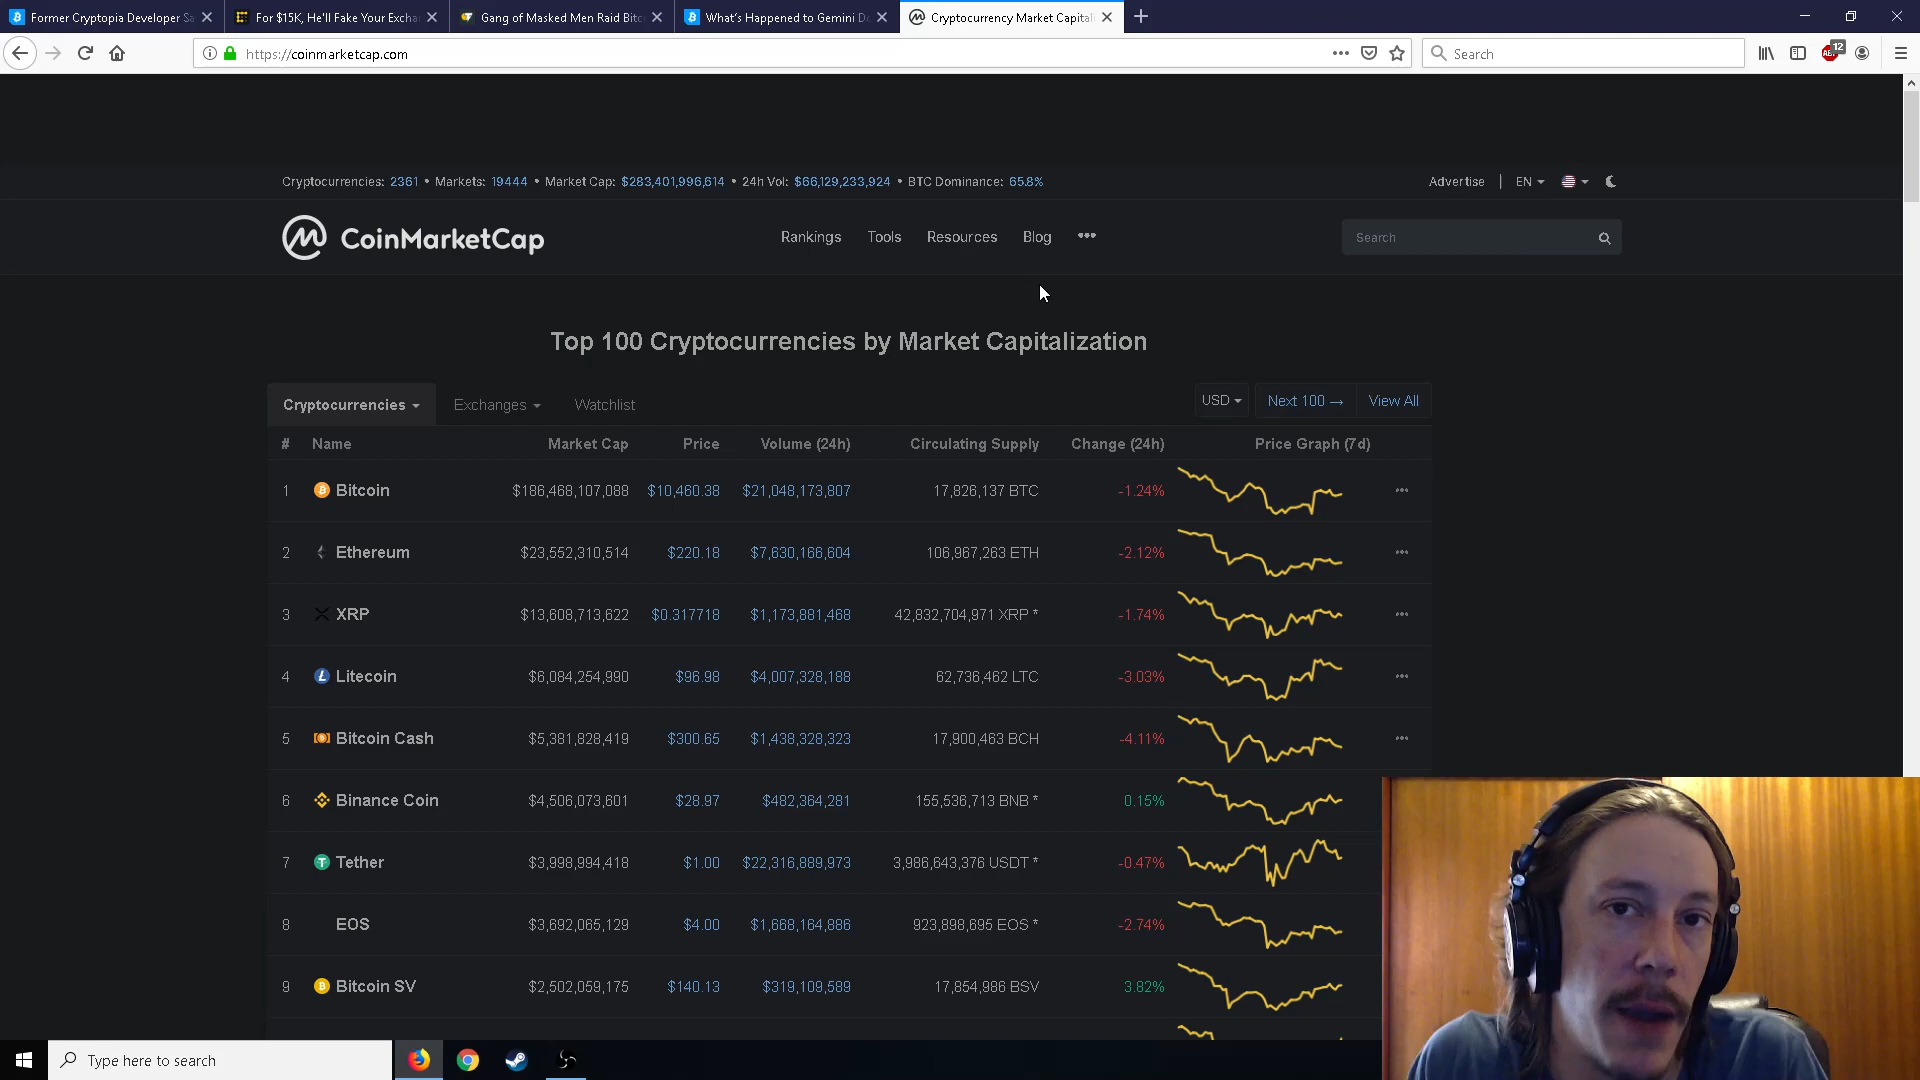 Former Cryptopia Developer Sa
For $15K, He'll Fake Your Excha
Gang of Masked Men Raid Bitc
What's Happened to Gemini D
Cryptocurrency Market Capital
https://coinmarketcap.com
Search
12
Cryptocurrencies: 2361 • Markets: 19444 • Market Cap: $283,401,996,614 • 24h Vol: $66,129,233,924 • BTC Dominance: 65.8%
Advertise | EN
CoinMarketCap
Rankings Tools Resources Blog •••
Search
Top 100 Cryptocurrencies by Market Capitalization
Cryptocurrencies Exchanges Watchlist USD Next 100 → View All
# Name Market Cap Price Volume (24h) Circulating Supply Change (24h) Price Graph (7d)
1 Bitcoin $186,468,107,088 $10,460.38 $21,048,173,807 17,826,137 BTC -1.24%
2 Ethereum $23,552,310,514 $220.18 $7,630,166,604 106,967,263 ETH -2.12%
3 XRP $13,608,713,622 $0.317718 $1,173,881,468 42,832,704,971 XRP * -1.74%
4 Litecoin $6,084,254,990 $96.98 $4,007,328,188 62,736,462 LTC -3.03%
5 Bitcoin Cash $5,381,828,419 $300.65 $1,438,328,323 17,900,463 BCH -4.11%
6 Binance Coin $4,506,073,601 $28.97 $482,364,281 155,536,713 BNB * 0.15%
7 Tether $3,998,994,418 $1.00 $22,316,889,973 3,986,643,376 USDT * -0.47%
8 EOS $3,692,065,129 $4.00 $1,668,164,886 923,898,695 EOS * -2.74%
9 Bitcoin SV $2,502,059,175 $140.13 $319,109,589 17,854,986 BSV 3.82%
Type here to search